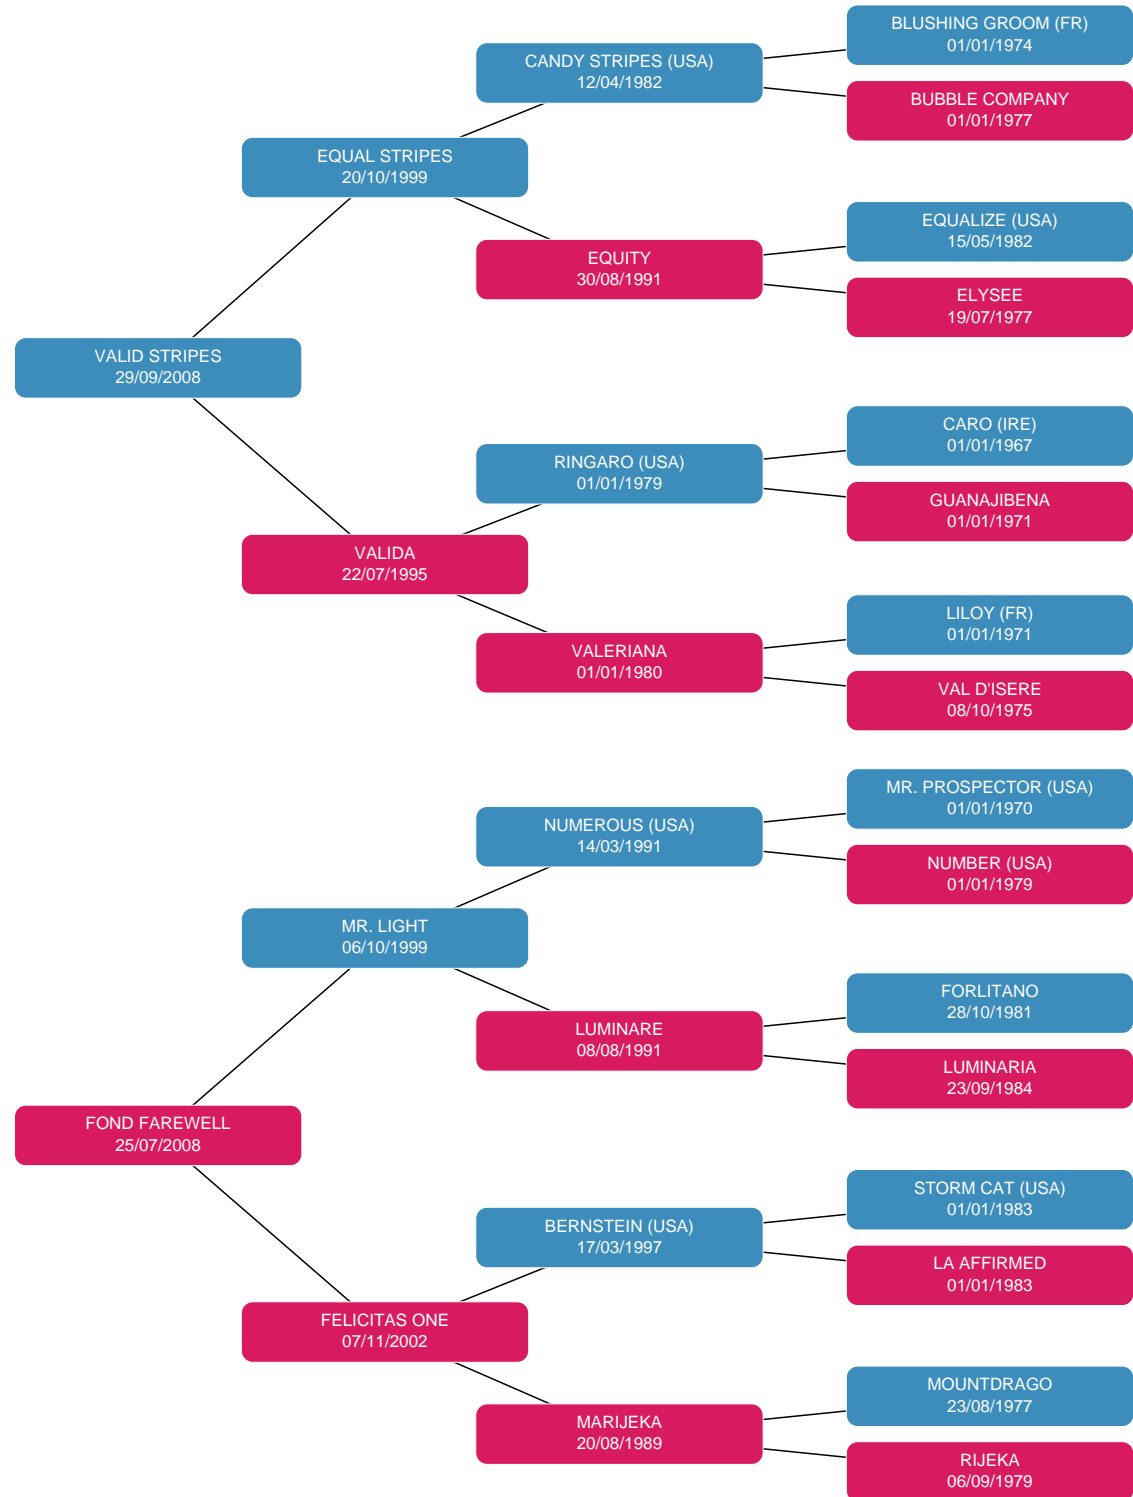 BLUSHING GROOM (FR)
01/01/1974
CANDY STRIPES (USA)
12/04/1982
BUBBLE COMPANY
01/01/1977
EQUAL STRIPES
20/10/1999
EQUALIZE (USA)
15/05/1982
EQUITY
30/08/1991
ELYSEE
19/07/1977
VALID STRIPES
29/09/2008
CARO (IRE)
01/01/1967
RINGARO (USA)
01/01/1979
GUANAJIBENA
01/01/1971
VALIDA
22/07/1995
LILOY (FR)
01/01/1971
VALERIANA
01/01/1980
VAL D'ISERE
08/10/1975
MR. PROSPECTOR (USA)
01/01/1970
NUMEROUS (USA)
14/03/1991
NUMBER (USA)
01/01/1979
MR. LIGHT
06/10/1999
FORLITANO
28/10/1981
LUMINARE
08/08/1991
LUMINARIA
23/09/1984
FOND FAREWELL
25/07/2008
STORM CAT (USA)
01/01/1983
BERNSTEIN (USA)
17/03/1997
LA AFFIRMED
01/01/1983
FELICITAS ONE
07/11/2002
MOUNTDRAGO
23/08/1977
MARIJEKA
20/08/1989
RIJEKA
06/09/1979